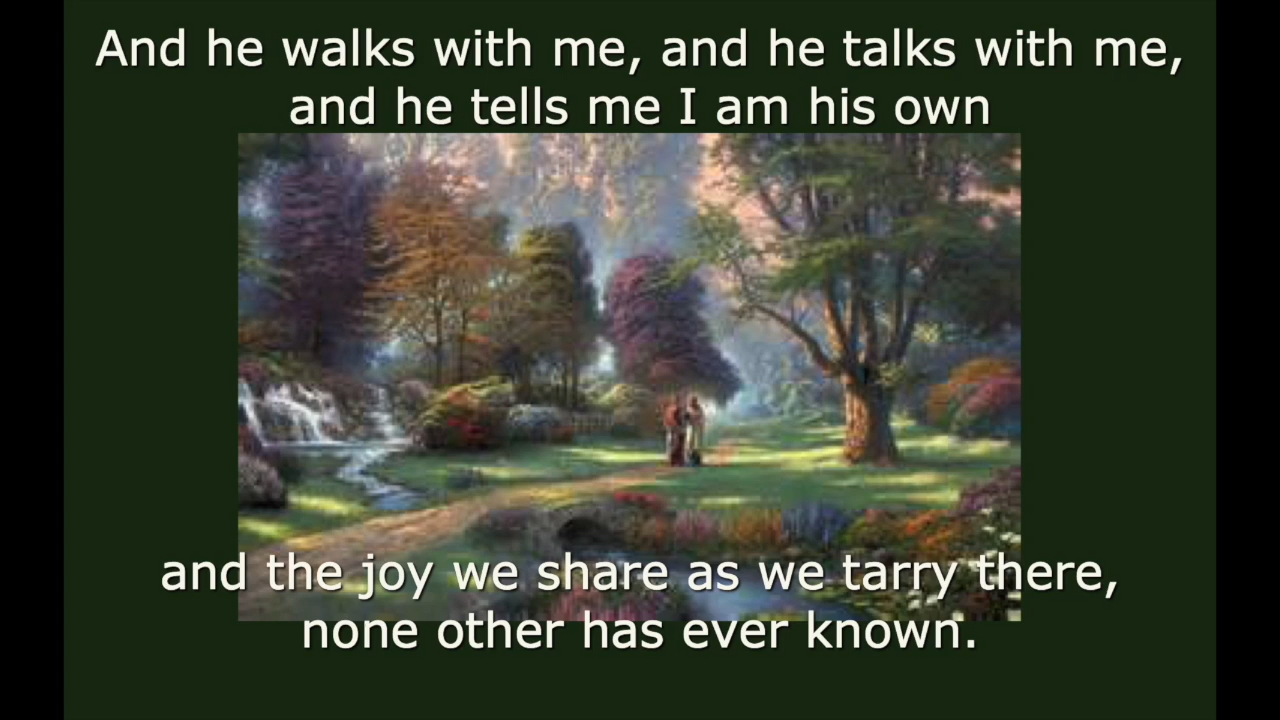 And he walks with me, and he talks with me,
and he tells me I am his own
and the joy we share as we tarry there,
none other has ever known.